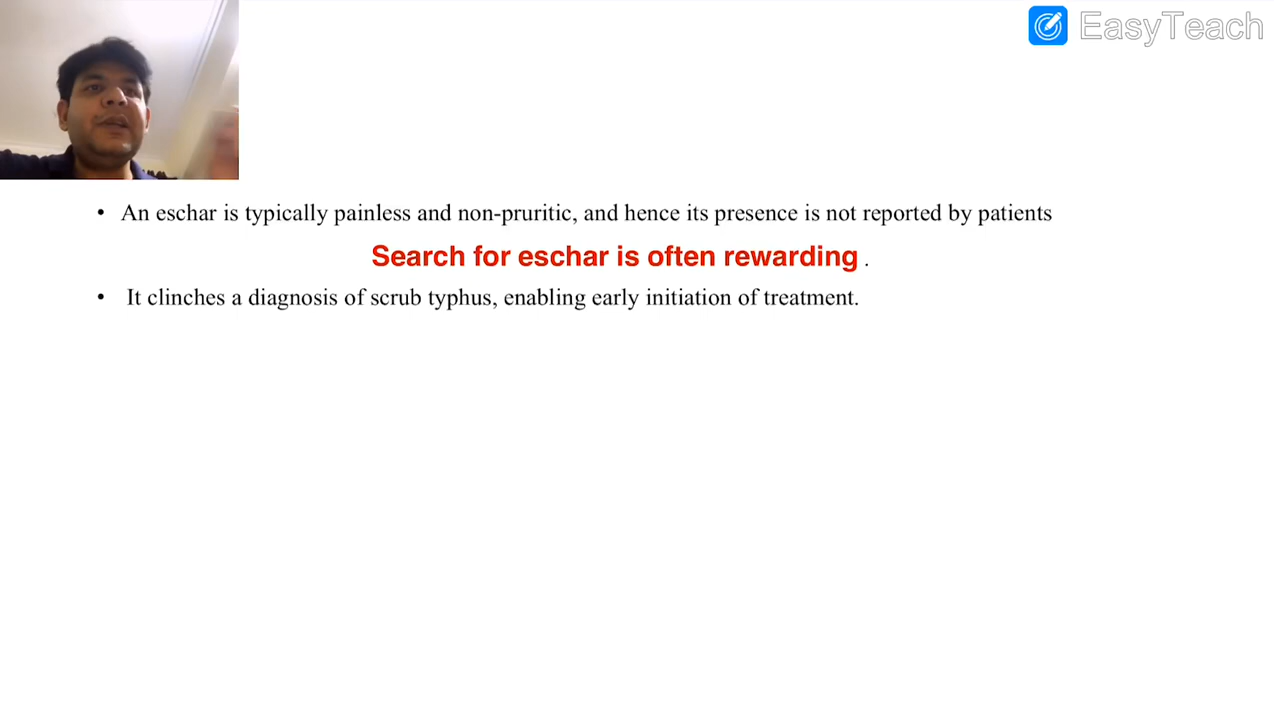 EasyTeach
• An eschar is typically painless and non-pruritic, and hence its presence is not reported by patients
Search for eschar is often rewarding .
• It clinches a diagnosis of scrub typhus, enabling early initiation of treatment.